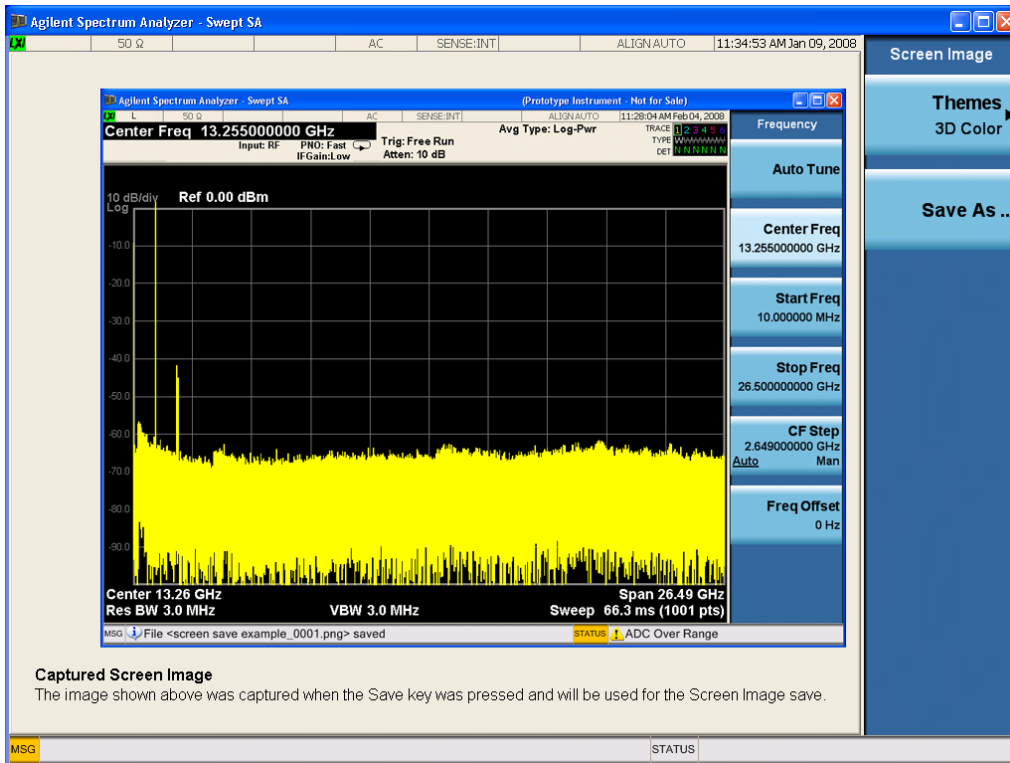 Agilent Spectrum Analyzer - Swept SA
LXI 50 Ω AC SENSE:INT ALIGN AUTO 11:34:53 AM Jan 09, 2008
Screen Image
Themes
3D Color
Save As ..
Agilent Spectrum Analyzer - Swept SA (Prototype Instrument - Not for Sale)
LXI L 50 Ω AC SENSE:INT ALIGNAUTO 11:28:04 AM Feb 04, 2008
Center Freq 13.255000000 GHz
Input: RF PNO: Fast Trig: Free Run Avg Type: Log-Pwr TRACE 1 2 3 4 5 6
IFGain:Low Atten: 10 dB TYPE WWWWWW
DET N N N N N N
Frequency
Auto Tune
Center Freq
13.255000000 GHz
Start Freq
10.000000 MHz
Stop Freq
26.500000000 GHz
CF Step
2.649000000 GHz
Auto Man
Freq Offset
0 Hz
10 dB/div Ref 0.00 dBm
Log
-10.0
-20.0
-30.0
-40.0
-50.0
-60.0
-70.0
-80.0
-90.0
Center 13.26 GHz Span 26.49 GHz
Res BW 3.0 MHz VBW 3.0 MHz Sweep 66.3 ms (1001 pts)
MSG File <screen save example_0001.png> saved STATUS ADC Over Range
Captured Screen Image
The image shown above was captured when the Save key was pressed and will be used for the Screen Image save.
MSG STATUS